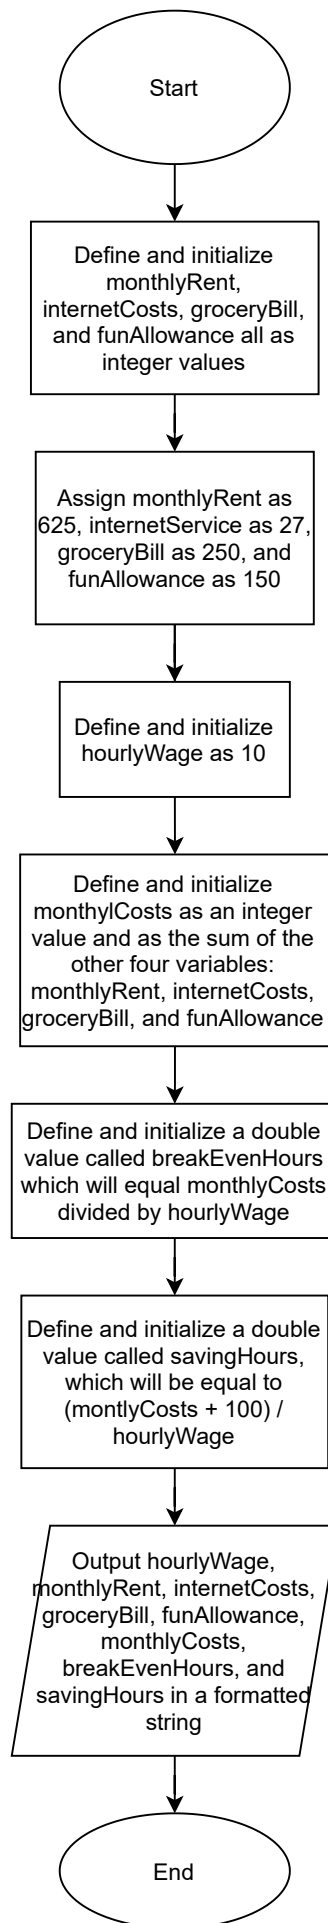 Start
Define and initialize
monthlyRent,
internetCosts, groceryBill,
and funAllowance all as
integer values
Assign monthlyRent as
625, internetService as 27,
groceryBill as 250, and
funAllowance as 150
Define and initialize
hourlyWage as 10
Define and initialize
monthylCosts as an integer
value and as the sum of the
other four variables:
monthlyRent, internetCosts,
groceryBill, and funAllowance
Define and initialize a double
value called breakEvenHours
which will equal monthlyCosts
divided by hourlyWage
Define and initialize a double
value called savingHours,
which will be equal to
(montlyCosts + 100) /
hourlyWage
Output hourlyWage,
monthlyRent, internetCosts,
groceryBill, funAllowance,
monthlyCosts,
breakEvenHours, and
savingHours in a formatted
string
End